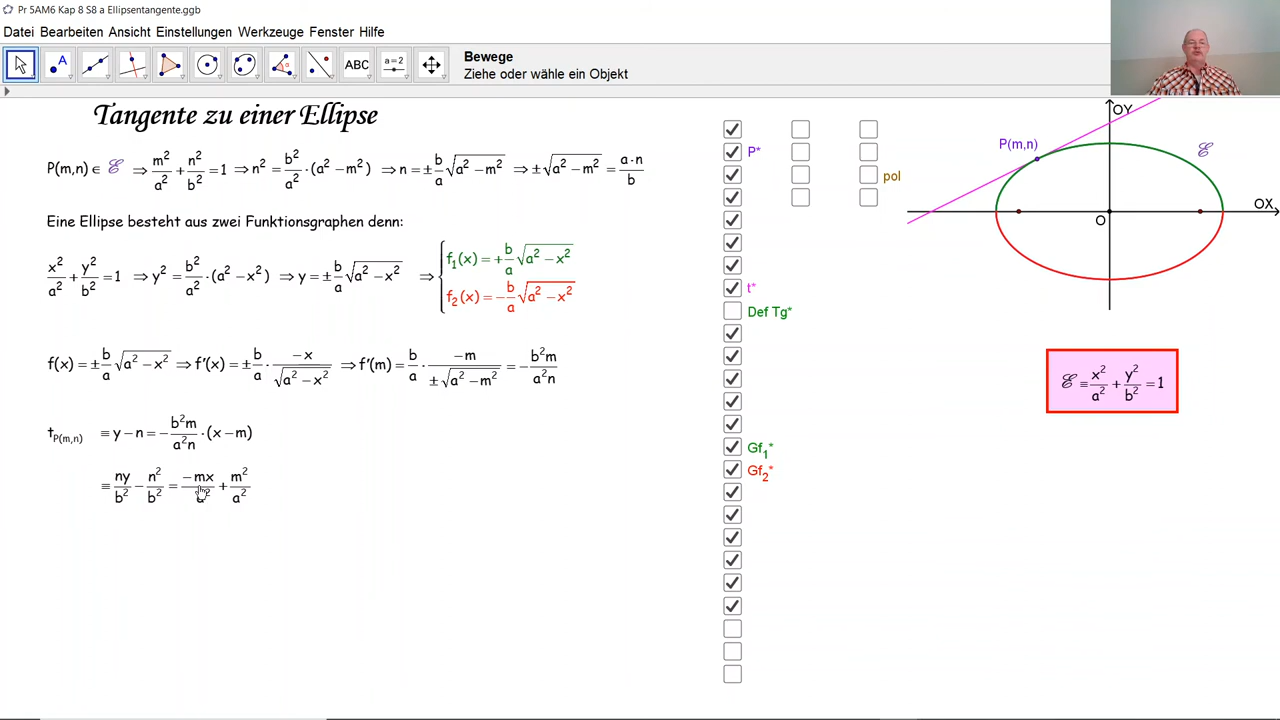 Pr 5AM6 Kap 8 S8 a Ellipsentangente.ggb
Datei Bearbeiten Ansicht Einstellungen Werkzeuge Fenster Hilfe
A ABC a=2
Bewege
Ziehe oder wähle ein Objekt
Tangente zu einer Ellipse
P(m,n) ∈ ℰ ⇒ m²/a² + n²/b² = 1 ⇒ n² = b²/a² · (a² − m²) ⇒ n = ± b/a √(a² − m²) ⇒ ± √(a² − m²) = a·n/b
Eine Ellipse besteht aus zwei Funktionsgraphen denn:
x²/a² + y²/b² = 1 ⇒ y² = b²/a² · (a² − x²) ⇒ y = ± b/a √(a² − x²) ⇒ { f₁(x) = + b/a √(a² − x²)
f₂(x) = − b/a √(a² − x²)
f(x) = ± b/a √(a² − x²) ⇒ f'(x) = ± b/a · −x/√(a² − x²) ⇒ f'(m) = b/a · −m/±√(a² − m²) = − b²m/a²n
t P(m,n) ≡ y − n = − b²m/a²n · (x − m)
≡ ny/b² − n²/b² = −mx/a² + m²/a²
P*
pol
t*
Def Tg*
Gf₁*
Gf₂*
OY
P(m,n)
ℰ
OX
O
ℰ ≡ x²/a² + y²/b² = 1